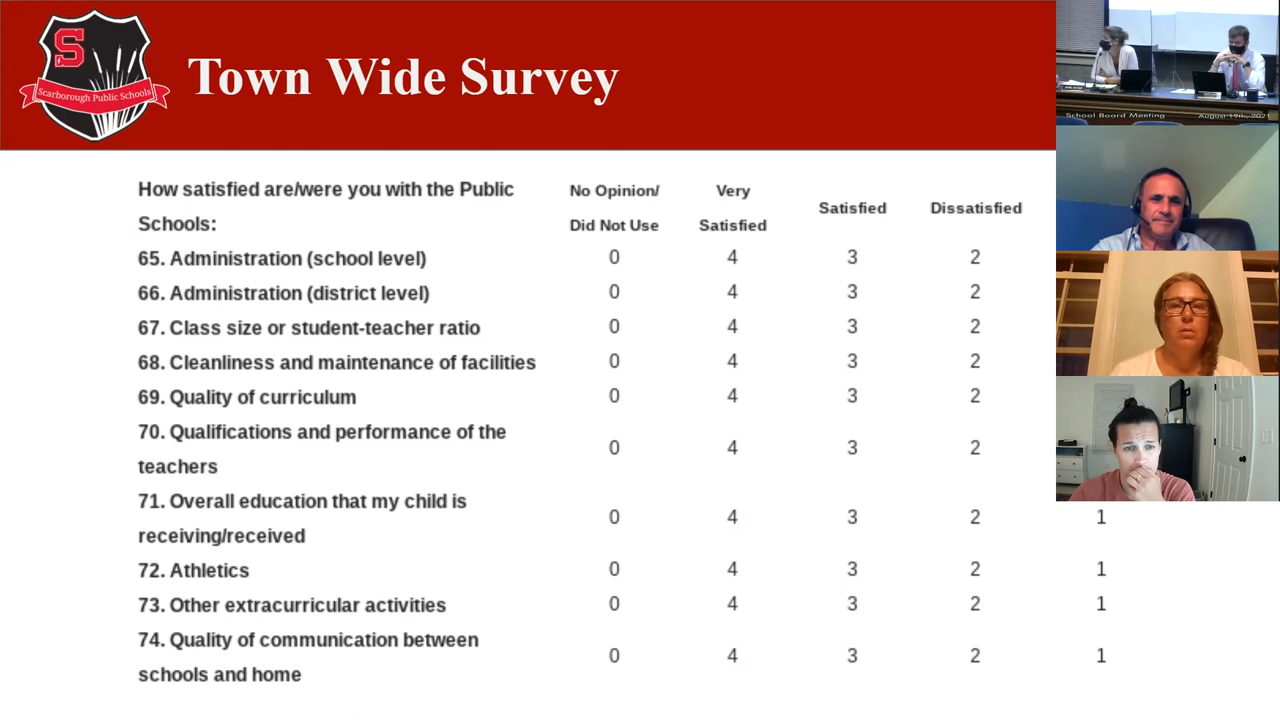 S
Scarborough Public Schools
Town Wide Survey
School Board Meeting August 19th, 2021
How satisfied are/were you with the Public
Schools:
No Opinion/
Did Not Use
Very
Satisfied
Satisfied
Dissatisfied
65. Administration (school level) 0 4 3 2
66. Administration (district level) 0 4 3 2
67. Class size or student-teacher ratio 0 4 3 2
68. Cleanliness and maintenance of facilities 0 4 3 2
69. Quality of curriculum 0 4 3 2
70. Qualifications and performance of the
teachers 0 4 3 2
71. Overall education that my child is
receiving/received 0 4 3 2 1
72. Athletics 0 4 3 2 1
73. Other extracurricular activities 0 4 3 2 1
74. Quality of communication between
schools and home 0 4 3 2 1